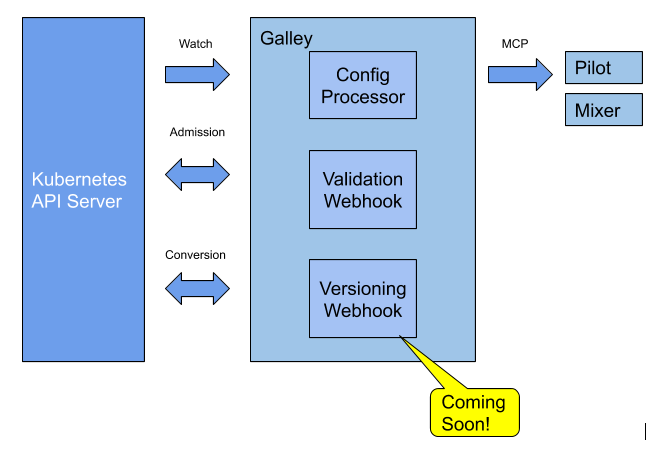 Kubernetes
API Server
Watch
Admission
Conversion
Galley
Config
Processor
Validation
Webhook
Versioning
Webhook
Coming
Soon!
MCP
Pilot
Mixer